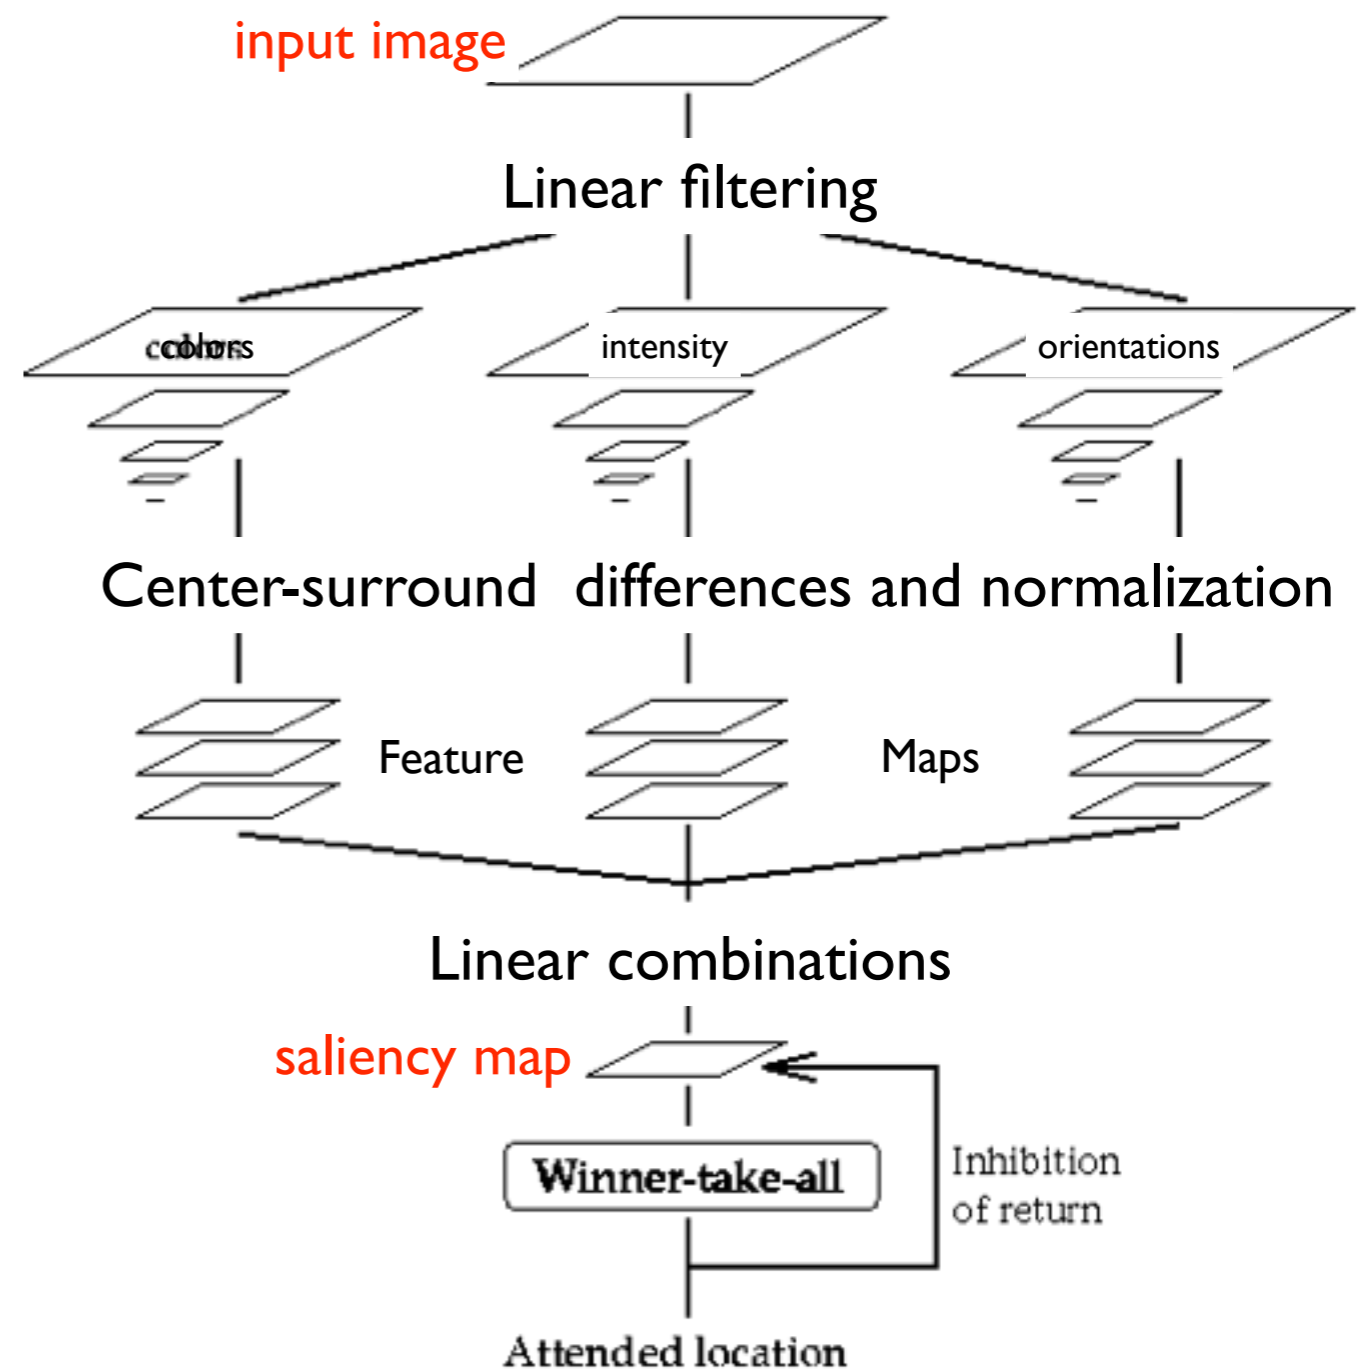 input image
Linear filtering
colors
intensity
orientations
Center-surround differences and normalization
Feature
Maps
Linear combinations
saliency map
Winner-take-all
Inhibition
of return
Attended location